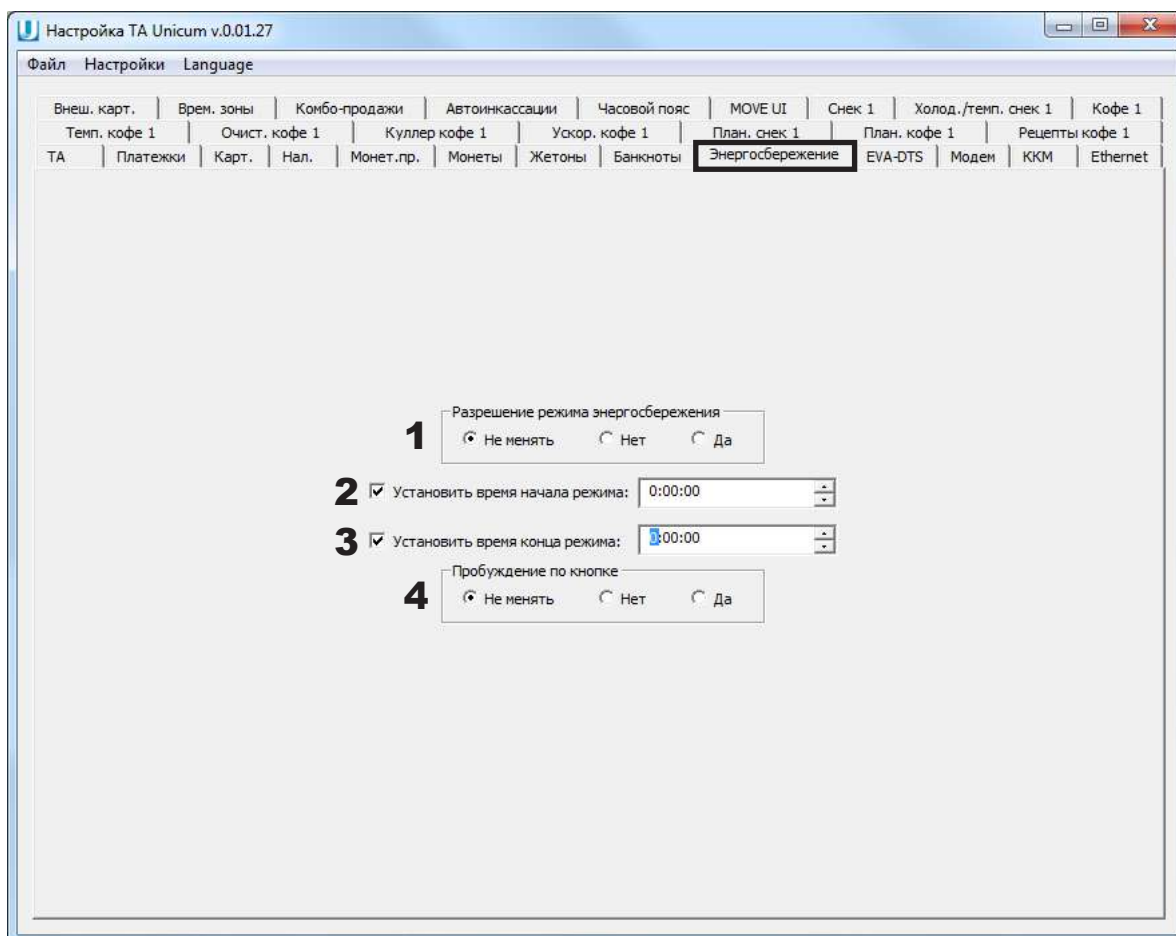 Настройка TA Unicum v.0.01.27
Файл Настройки Language
Внеш. карт. Врем. зоны Комбо-продажи Автоинкассации Часовой пояс MOVE UI Снек 1 Холод./темп. снек 1 Кофе 1
Темп. кофе 1 Очист. кофе 1 Куллер кофе 1 Ускор. кофе 1 План. снек 1 План. кофе 1 Рецепты кофе 1
ТА Платежки Карт. Нал. Монет.пр. Монеты Жетоны Банкноты Энергосбережение EVA-DTS Модем ККМ Ethernet
Разрешение режима энергосбережения
1 Не менять Нет Да
2 Установить время начала режима: 0:00:00
3 Установить время конца режима: 0:00:00
Пробуждение по кнопке
4 Не менять Нет Да